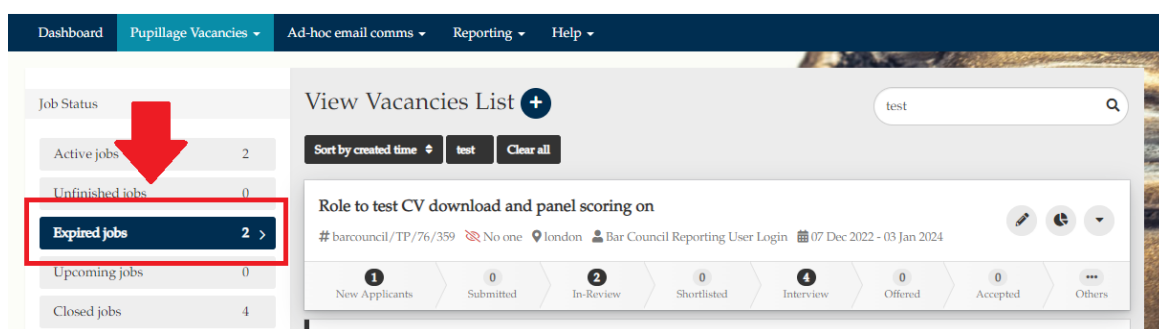 Dashboard Pupillage Vacancies Ad-hoc email comms Reporting Help
Job Status
Active jobs 2
Unfinished jobs 0
Expired jobs 2
Upcoming jobs 0
Closed jobs 4
View Vacancies List
test
Sort by created time test Clear all
Role to test CV download and panel scoring on
# barcouncil/TP/76/359 No one london Bar Council Reporting User Login 07 Dec 2022 - 03 Jan 2024
1 0 2 0 4 0 0 ...
New Applicants Submitted In-Review Shortlisted Interview Offered Accepted Others